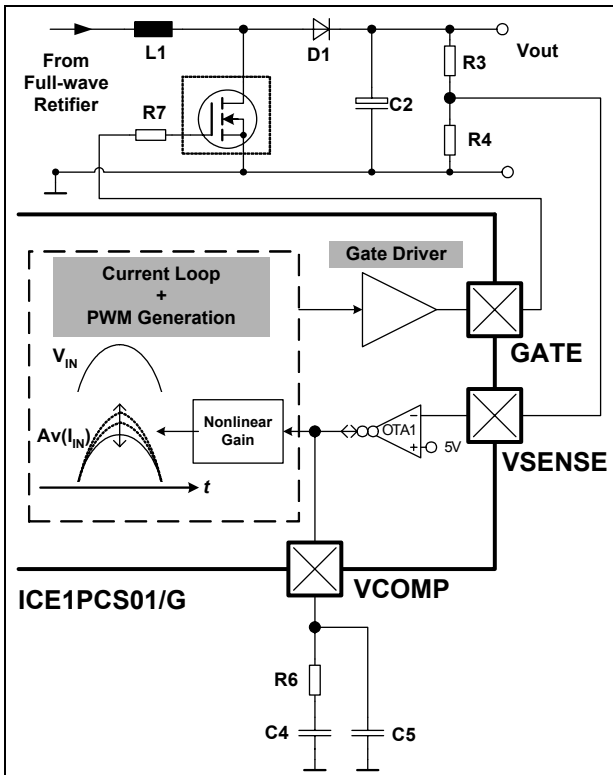 L1
D1
R3
Vout
From
Full-wave
Retifier
R7
C2
R4
Current Loop
+
PWM Generation
Gate Driver
GATE
VIN
Av(IIN)
t
Nonlinear
Gain
−
OTA1
+
5V
VSENSE
ICE1PCS01/G
VCOMP
R6
C4
C5